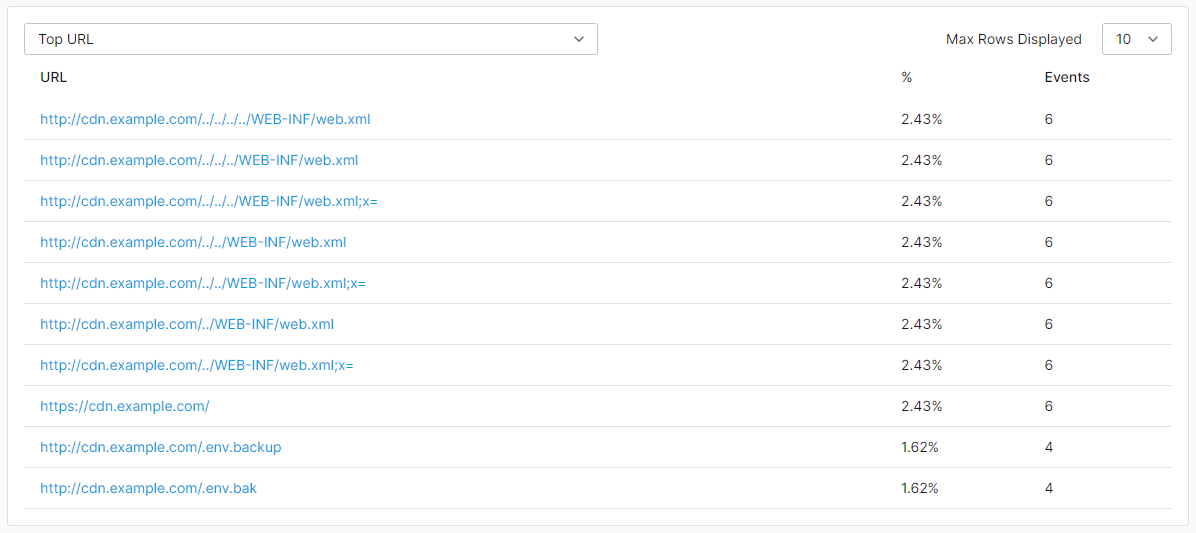 Top URL Max Rows Displayed 10
URL % Events
http://cdn.example.com/../../../../WEB-INF/web.xml 2.43% 6
http://cdn.example.com/../../../WEB-INF/web.xml 2.43% 6
http://cdn.example.com/../../../WEB-INF/web.xml;x= 2.43% 6
http://cdn.example.com/../../WEB-INF/web.xml 2.43% 6
http://cdn.example.com/../../WEB-INF/web.xml;x= 2.43% 6
http://cdn.example.com/../WEB-INF/web.xml 2.43% 6
http://cdn.example.com/../WEB-INF/web.xml;x= 2.43% 6
https://cdn.example.com/ 2.43% 6
http://cdn.example.com/.env.backup 1.62% 4
http://cdn.example.com/.env.bak 1.62% 4